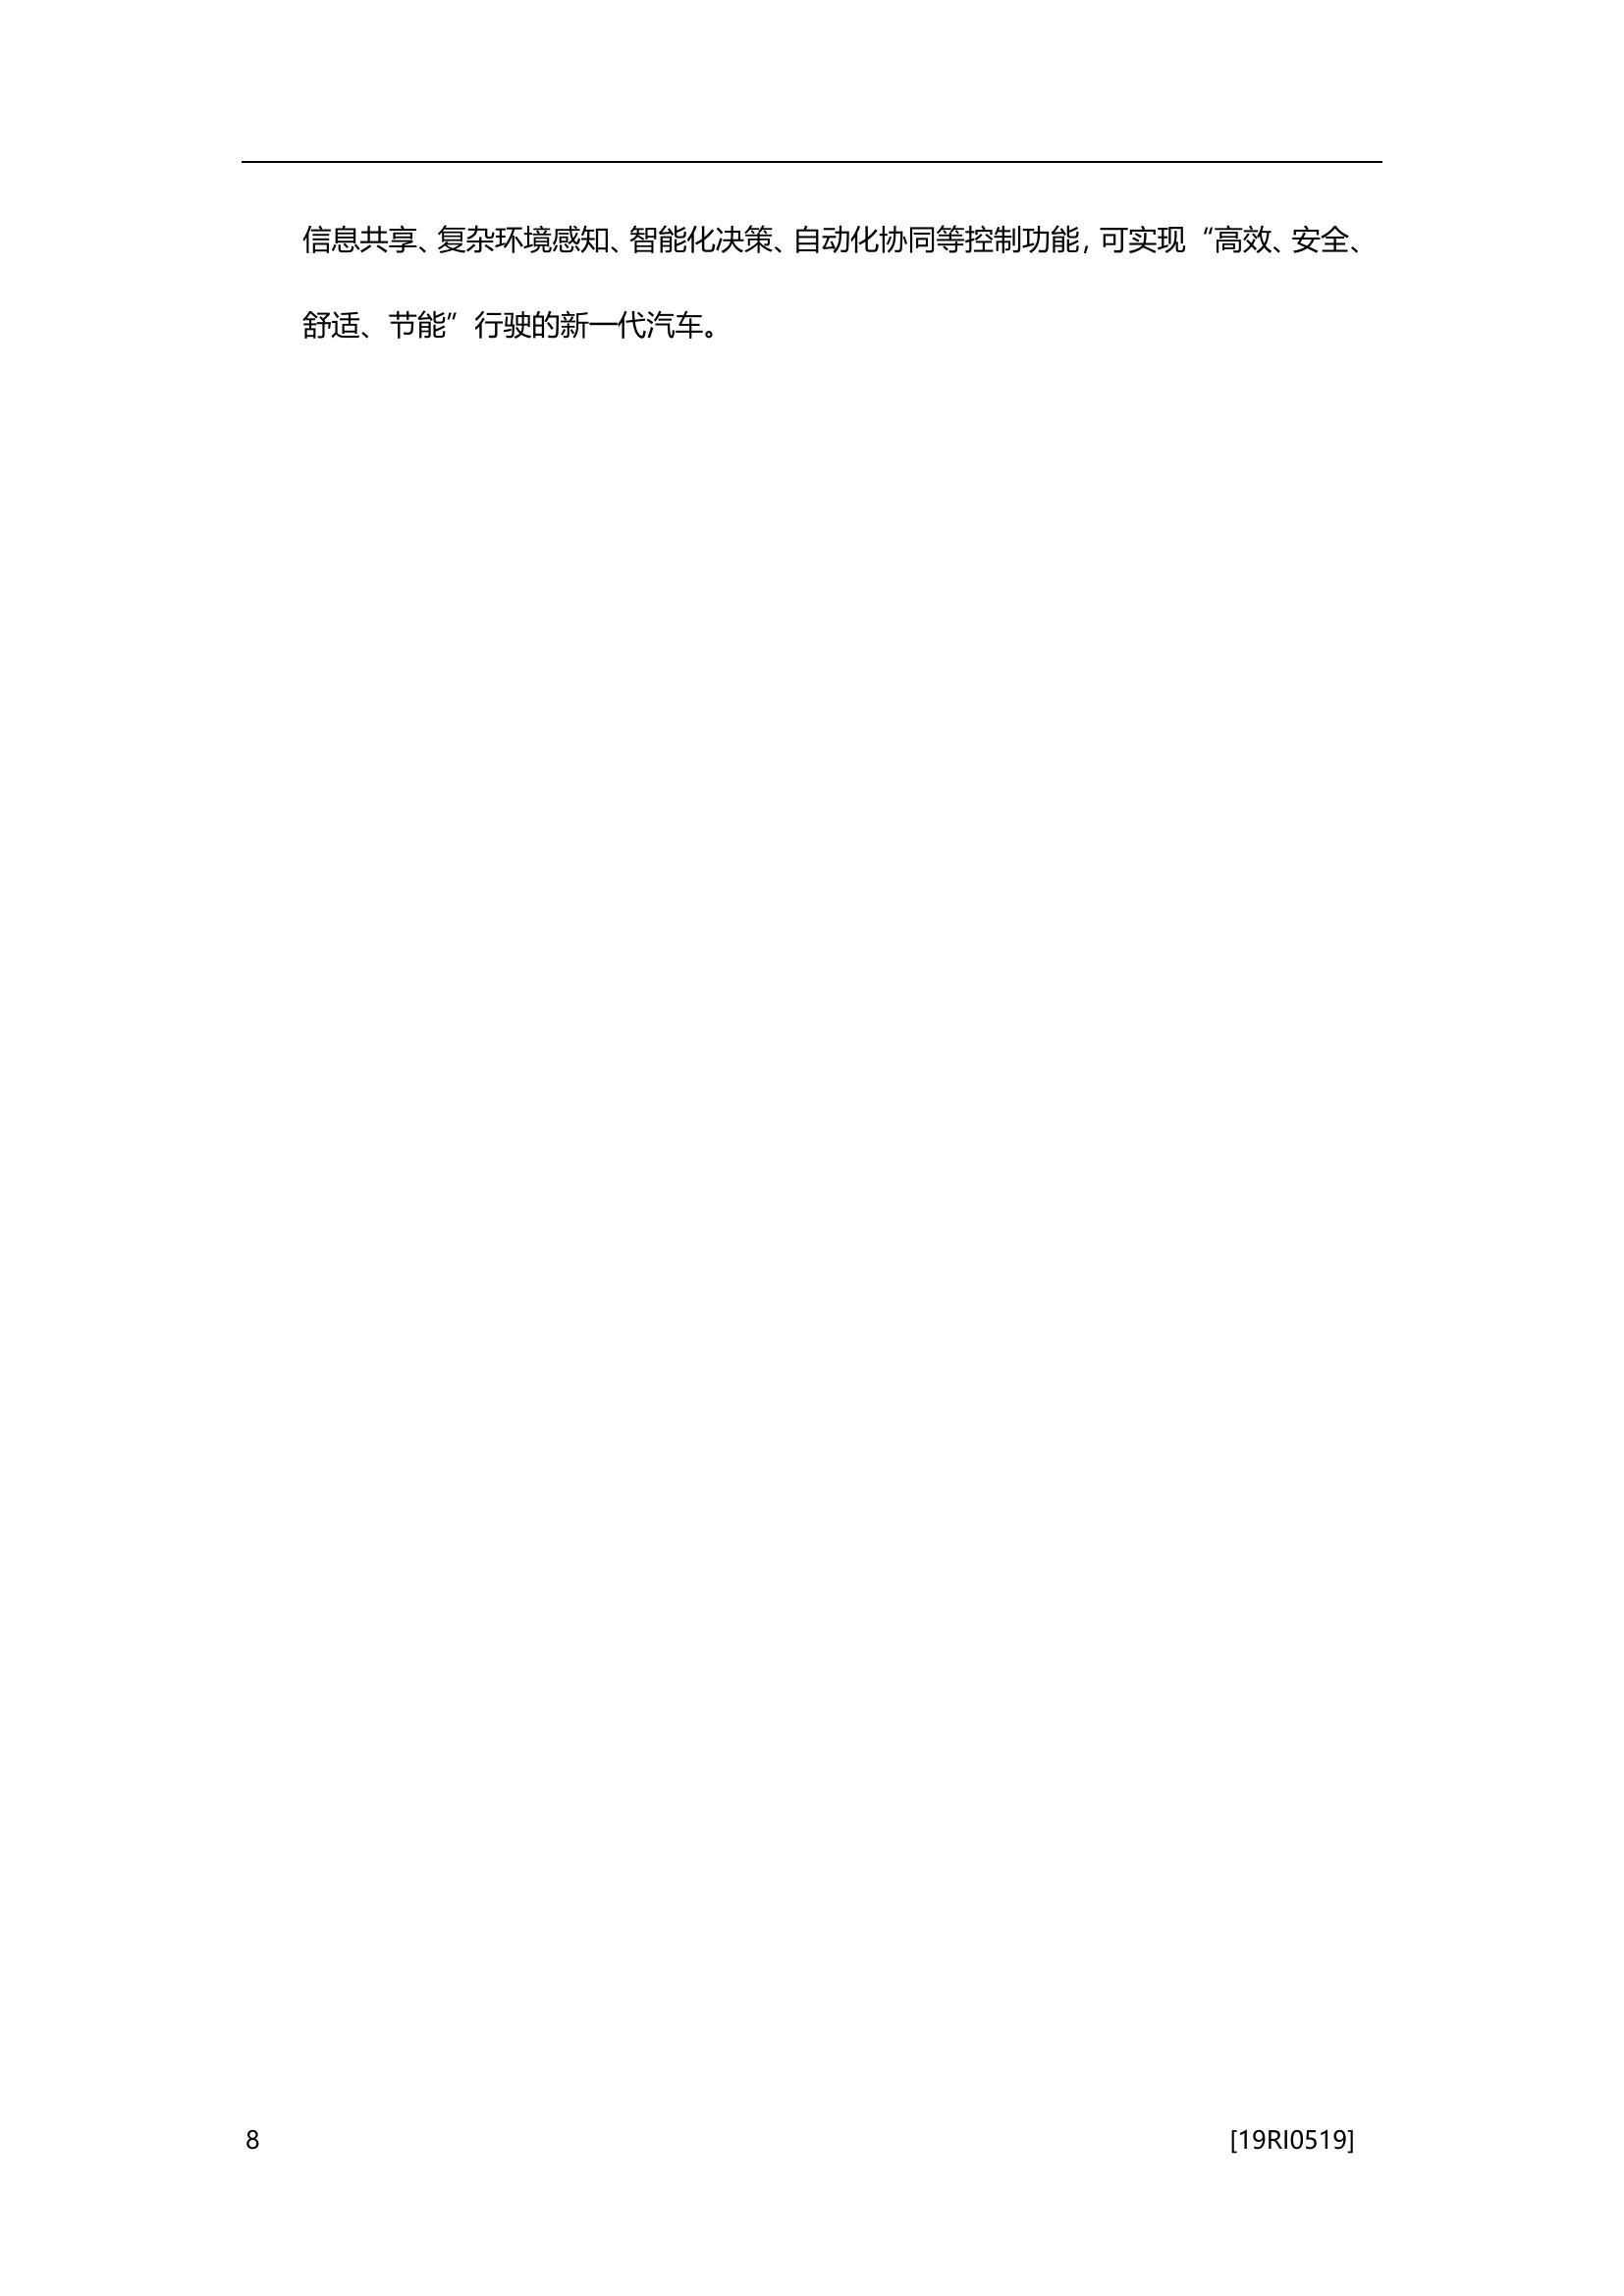 信息共享、复杂环境感知、智能化决策、自动化协同等控制功能，可实现“高效、安全、
舒适、节能”行驶的新一代汽车。
8 [19RI0519]